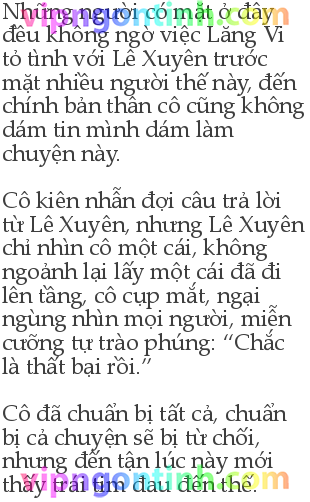 Những người có mặt ở đây
đều không ngờ việc Lăng Vi
tỏ tình với Lê Xuyên trước
mặt nhiều người thế này, đến
chính bản thân cô cũng không
dám tin mình dám làm
chuyện này.
Cô kiên nhẫn đợi câu trả lời
từ Lê Xuyên, nhưng Lê Xuyên
chỉ nhìn cô một cái, không
ngoảnh lại lấy một cái đã đi
lên tầng, cô cụp mắt, ngại
ngùng nhìn mọi người, miễn
cưỡng tự trào phúng: “Chắc
là thất bại rồi.”
Cô đã chuẩn bị tất cả, chuẩn
bị cả chuyện sẽ bị từ chối,
nhưng đến tận lúc này mới
thấy trái tim đau đến thế.
vipngontinh.com
vipngontinh.com